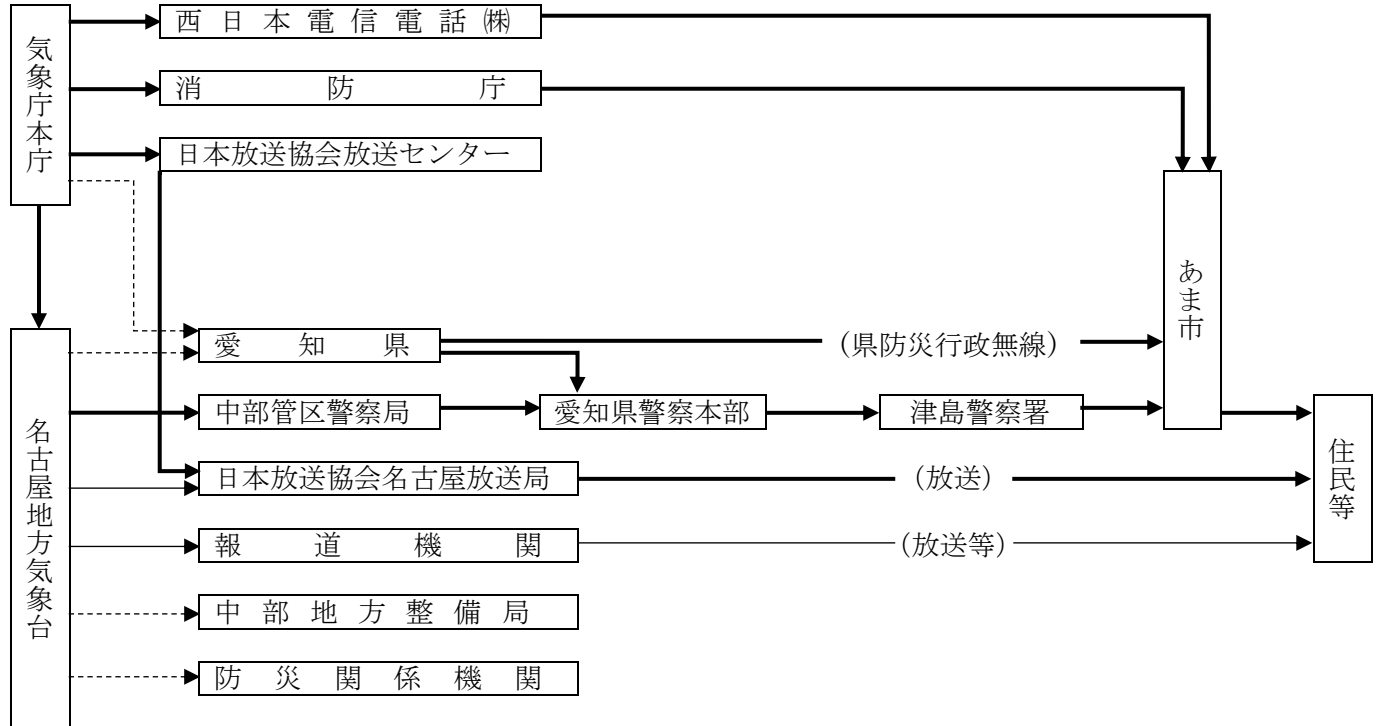 気象庁本庁
西日本電信電話㈱
消防庁
日本放送協会放送センター
あま市
名古屋地方気象台
愛知県
(県防災行政無線)
中部管区警察局
愛知県警察本部
津島警察署
住民等
日本放送協会名古屋放送局
(放送)
報道機関
(放送等)
中部地方整備局
防災関係機関